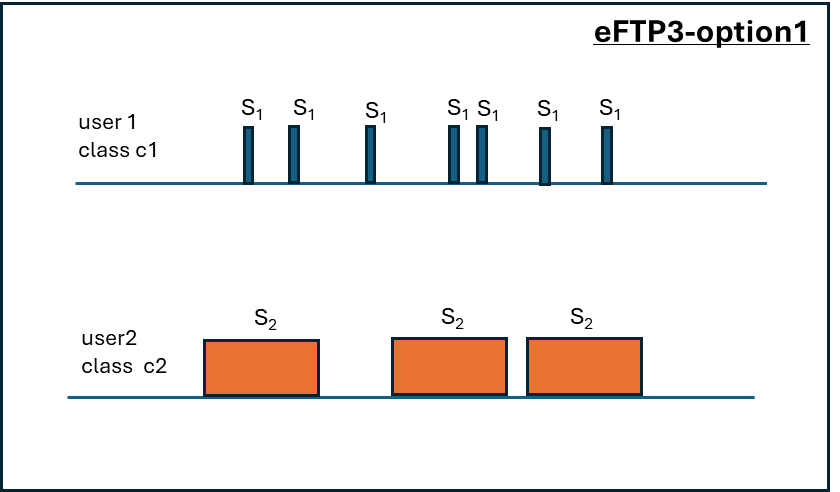 eFTP3-option1
S₁ S₁ S₁ S₁ S₁ S₁ S₁
user 1
class c1
S₂ S₂ S₂
user2
class c2